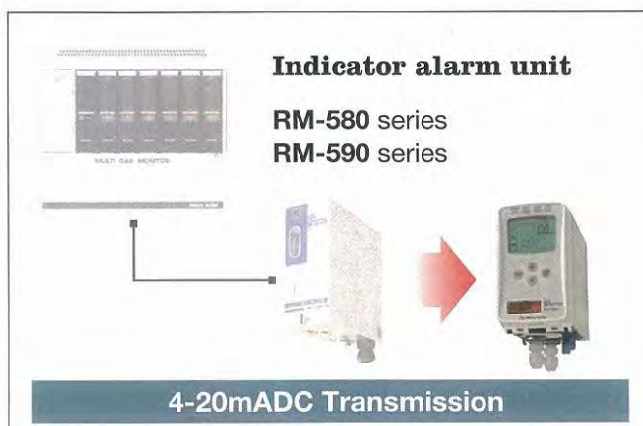 Indicator alarm unit
RM-580 series
RM-590 series
MULTI GAS MONITOR
4-20mADC Transmission